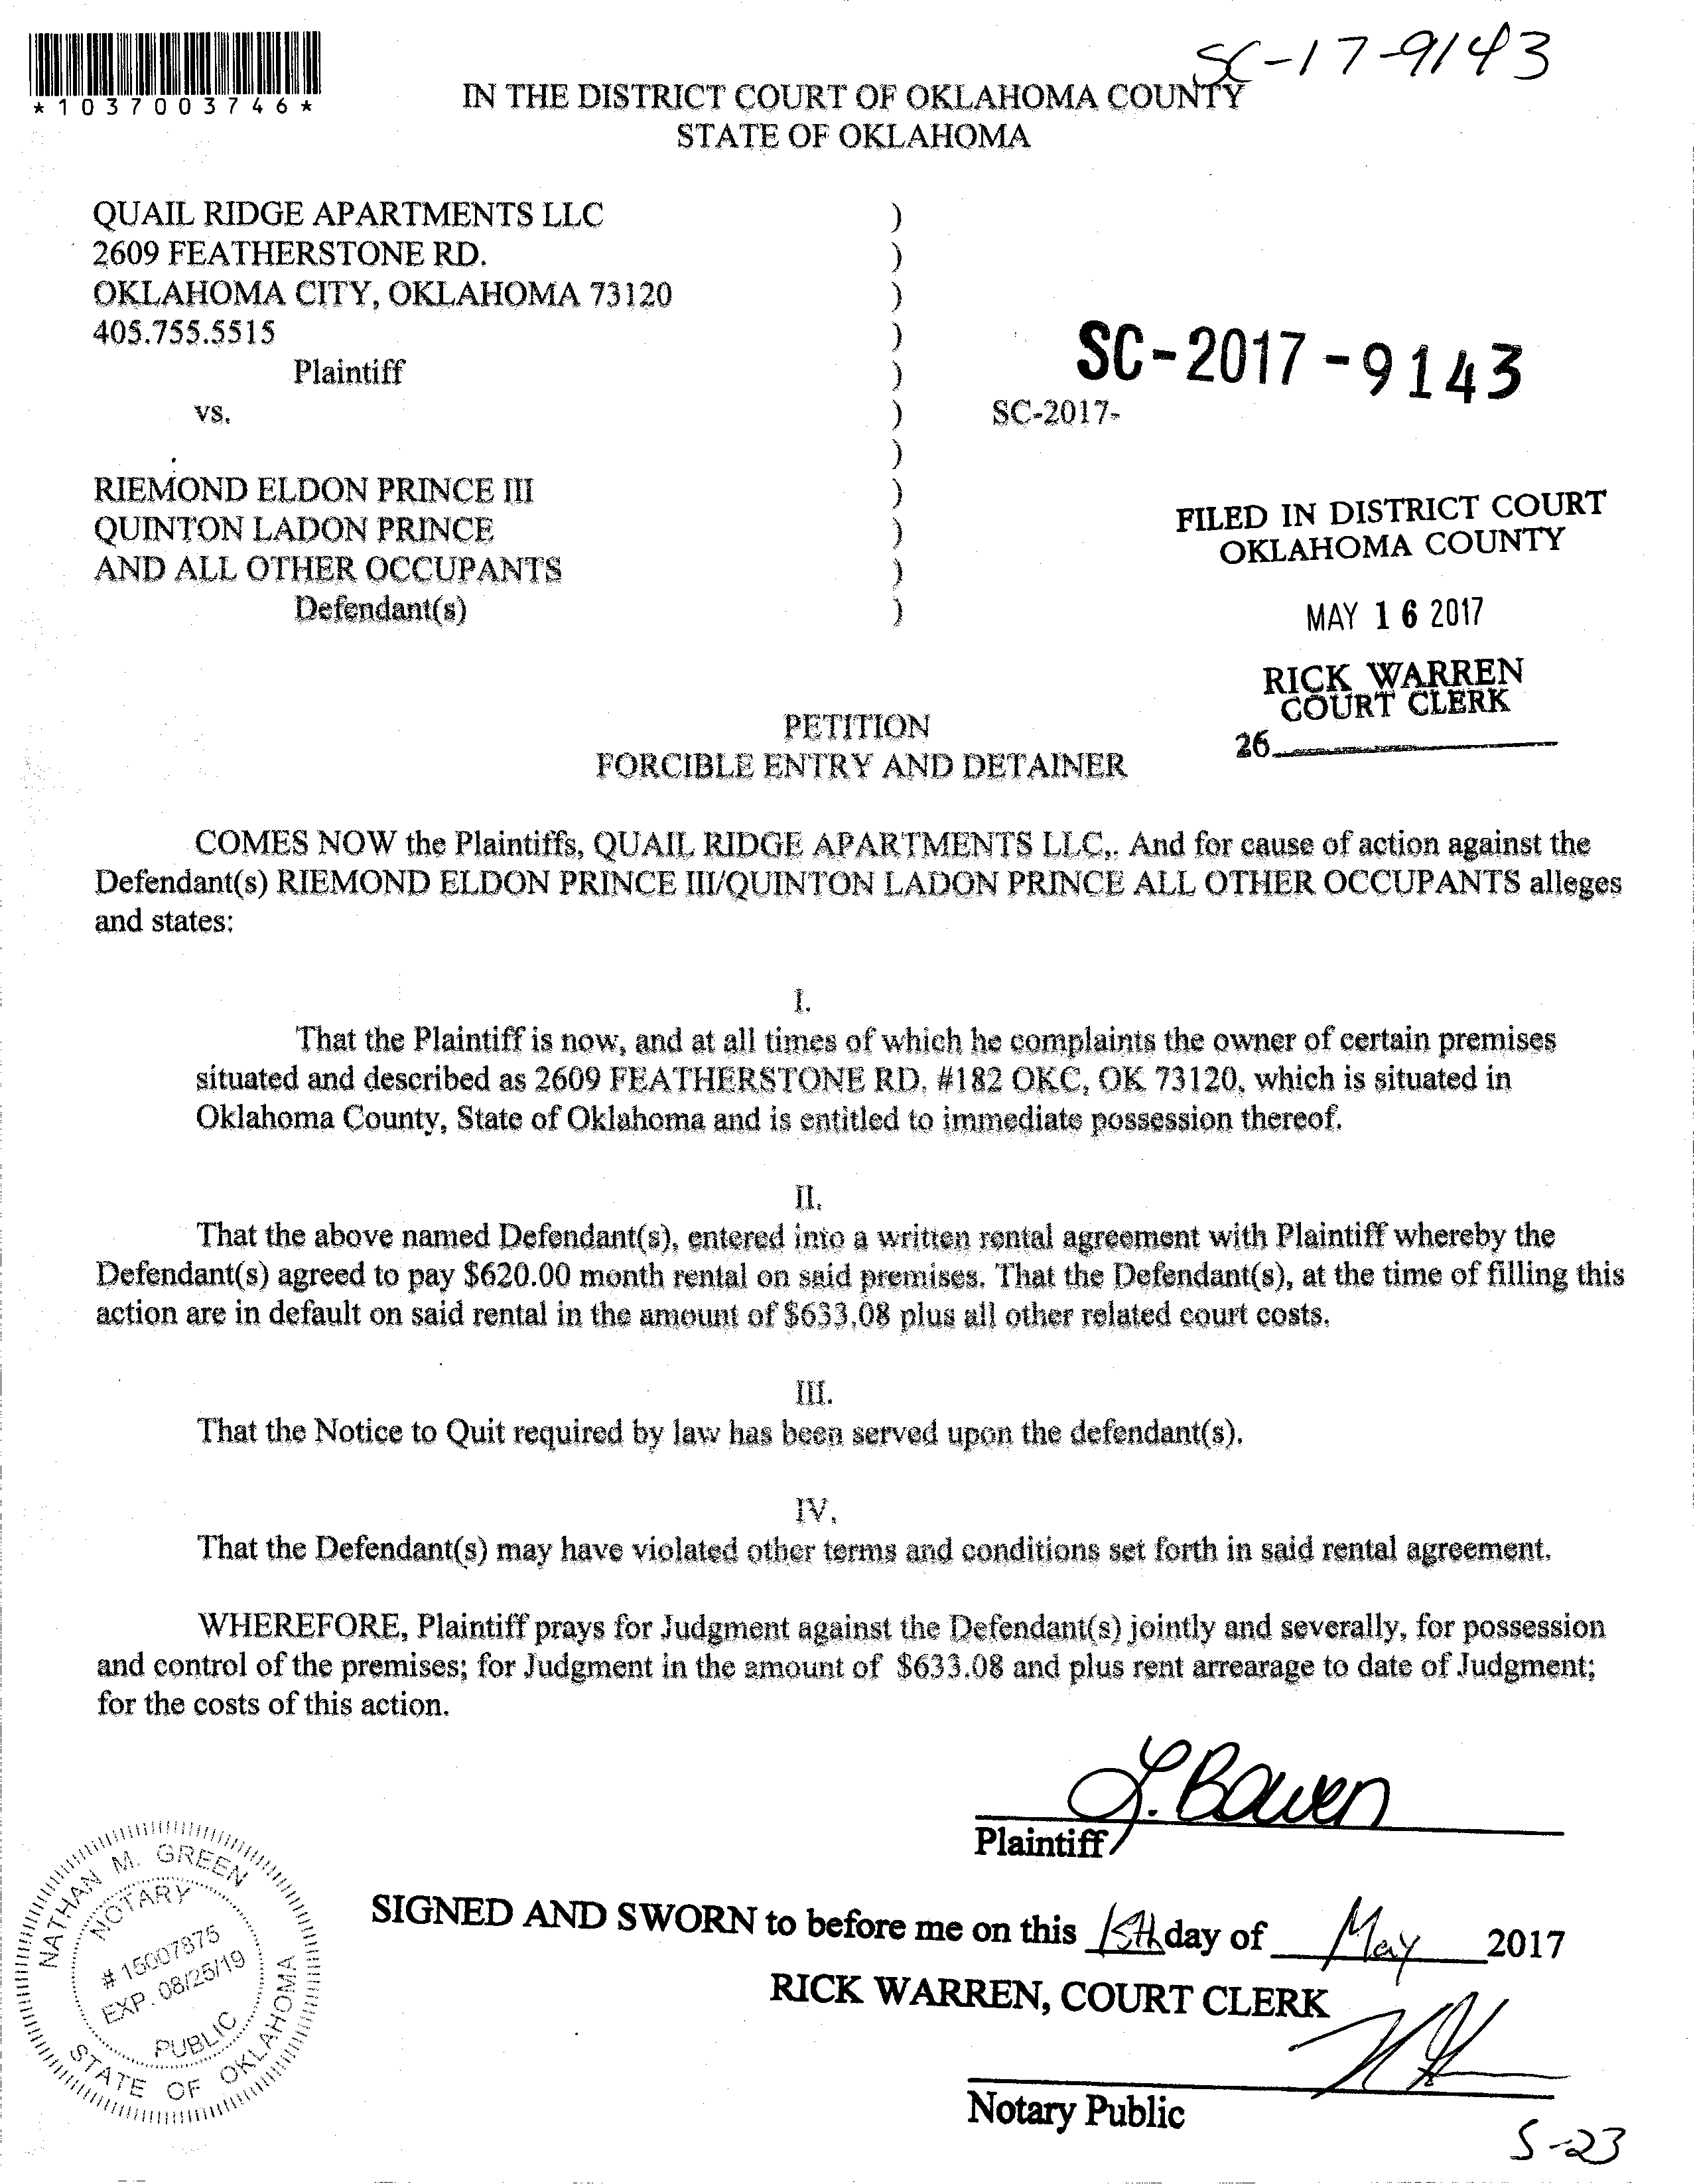 SC-17-9143
*1037003746*
IN THE DISTRICT COURT OF OKLAHOMA COUNTY
STATE OF OKLAHOMA
QUAIL RIDGE APARTMENTS LLC )
2609 FEATHERSTONE RD. )
OKLAHOMA CITY, OKLAHOMA 73120 )
405.755.5515 )
Plaintiff )
SC-2017-9143
vs. ) SC-2017-
)
RIEMOND ELDON PRINCE III )
QUINTON LADON PRINCE )
AND ALL OTHER OCCUPANTS )
Defendant(s) )
FILED IN DISTRICT COURT
OKLAHOMA COUNTY
MAY 16 2017
RICK WARREN
COURT CLERK
26
PETITION
FORCIBLE ENTRY AND DETAINER
COMES NOW the Plaintiffs, QUAIL RIDGE APARTMENTS LLC,. And for cause of action against the
Defendant(s) RIEMOND ELDON PRINCE III/QUINTON LADON PRINCE ALL OTHER OCCUPANTS alleges
and states:
I.
That the Plaintiff is now, and at all times of which he complaints the owner of certain premises
situated and described as 2609 FEATHERSTONE RD. #182 OKC, OK 73120, which is situated in
Oklahoma County, State of Oklahoma and is entitled to immediate possession thereof.
II.
That the above named Defendant(s), entered into a written rental agreement with Plaintiff whereby the
Defendant(s) agreed to pay $620.00 month rental on said premises. That the Defendant(s), at the time of filling this
action are in default on said rental in the amount of $633.08 plus all other related court costs.
III.
That the Notice to Quit required by law has been served upon the defendant(s).
IV.
That the Defendant(s) may have violated other terms and conditions set forth in said rental agreement.
WHEREFORE, Plaintiff prays for Judgment against the Defendant(s) jointly and severally, for possession
and control of the premises; for Judgment in the amount of $633.08 and plus rent arrearage to date of Judgment;
for the costs of this action.
L. Bowen
Plaintiff
NATHAN M. GREEN
NOTARY
# 15007875
EXP. 08/25/19
PUBLIC
STATE OF OKLAHOMA
SIGNED AND SWORN to before me on this 15th day of May 2017
RICK WARREN, COURT CLERK
Notary Public
5-23